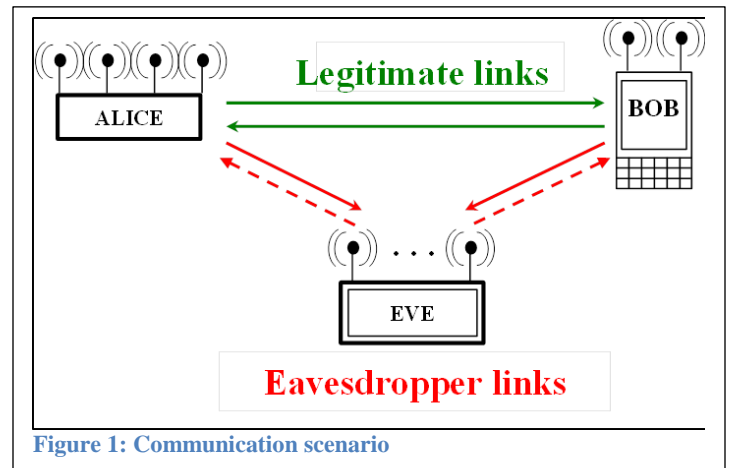 Legitimate links
ALICE
BOB
. . .
EVE
Eavesdropper links
Figure 1: Communication scenario